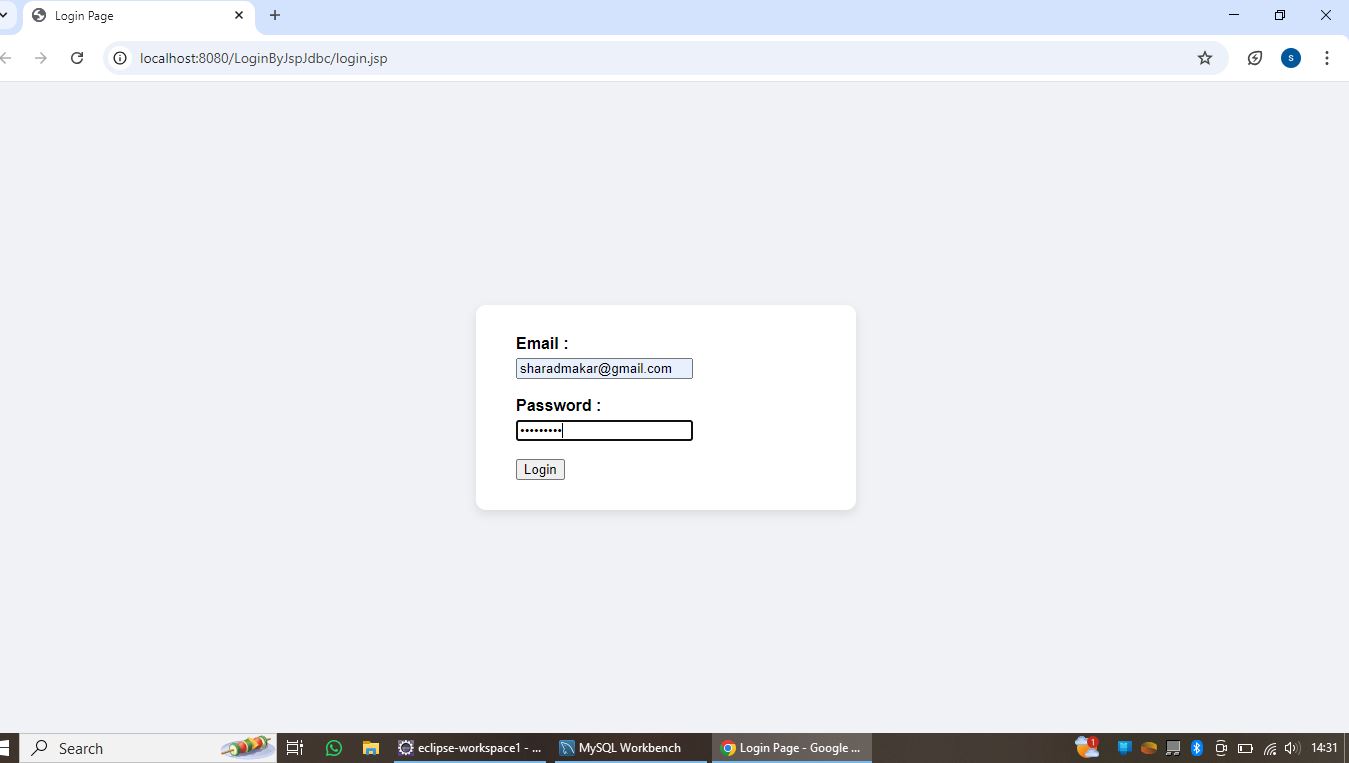 Login Page
localhost:8080/LoginByJspJdbc/login.jsp
s
Email :
sharadmakar@gmail.com
Password :
•••••••••
Login
Search
eclipse-workspace1 - ...
MySQL Workbench
Login Page - Google ...
1
14:31